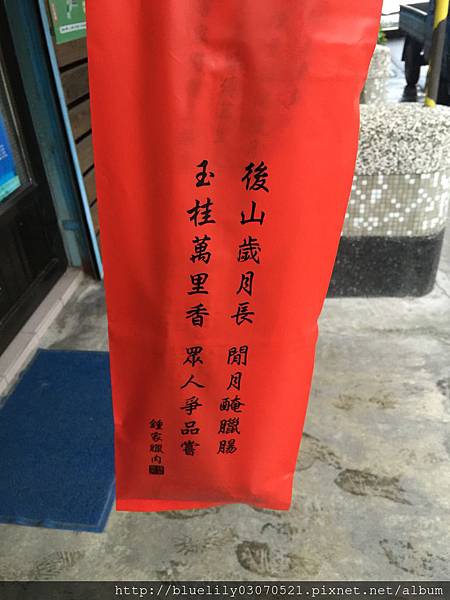 後山歲月長 閒月醃臘腸
玉桂萬里香 眾人爭品嘗
鍾家臘肉
http://bluelily03070521.pixnet.net/album